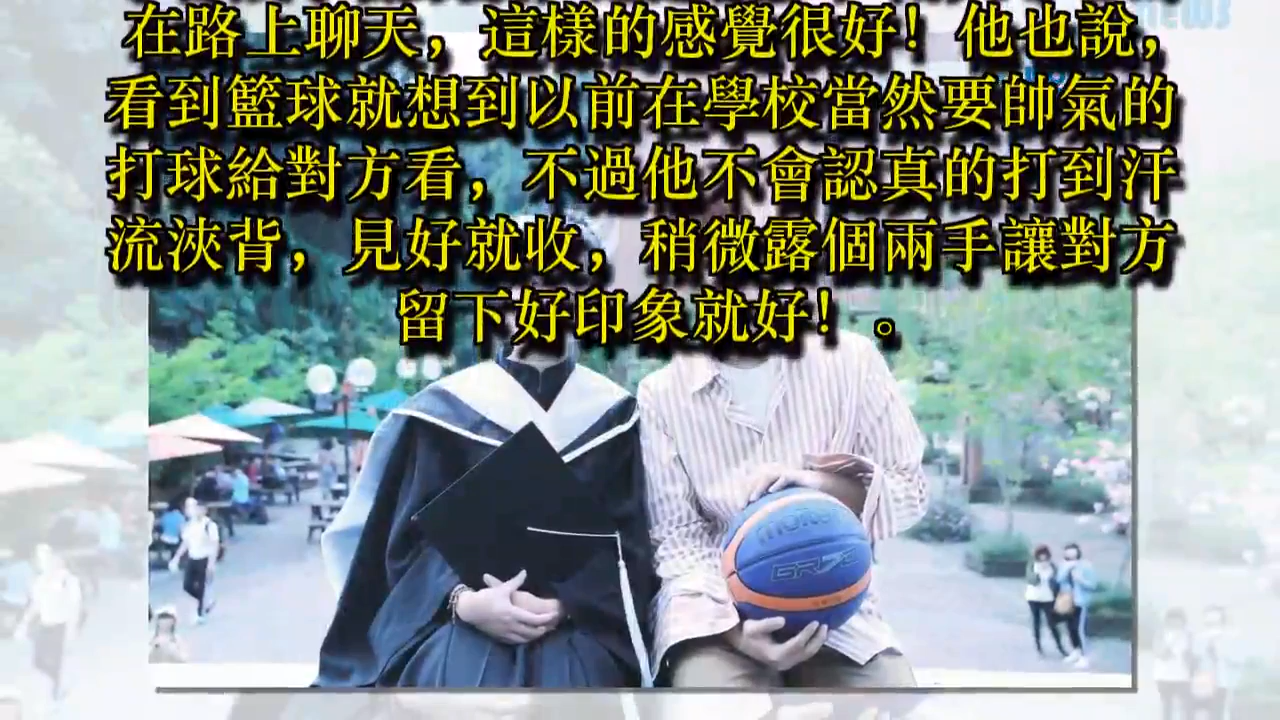 在路上聊天，這樣的感覺很好！他也說，
看到籃球就想到以前在學校當然要帥氣的
打球給對方看，不過他不會認真的打到汗
流浹背，見好就收，稍微露個兩手讓對方
留下好印象就好！。
news
molten
GR7